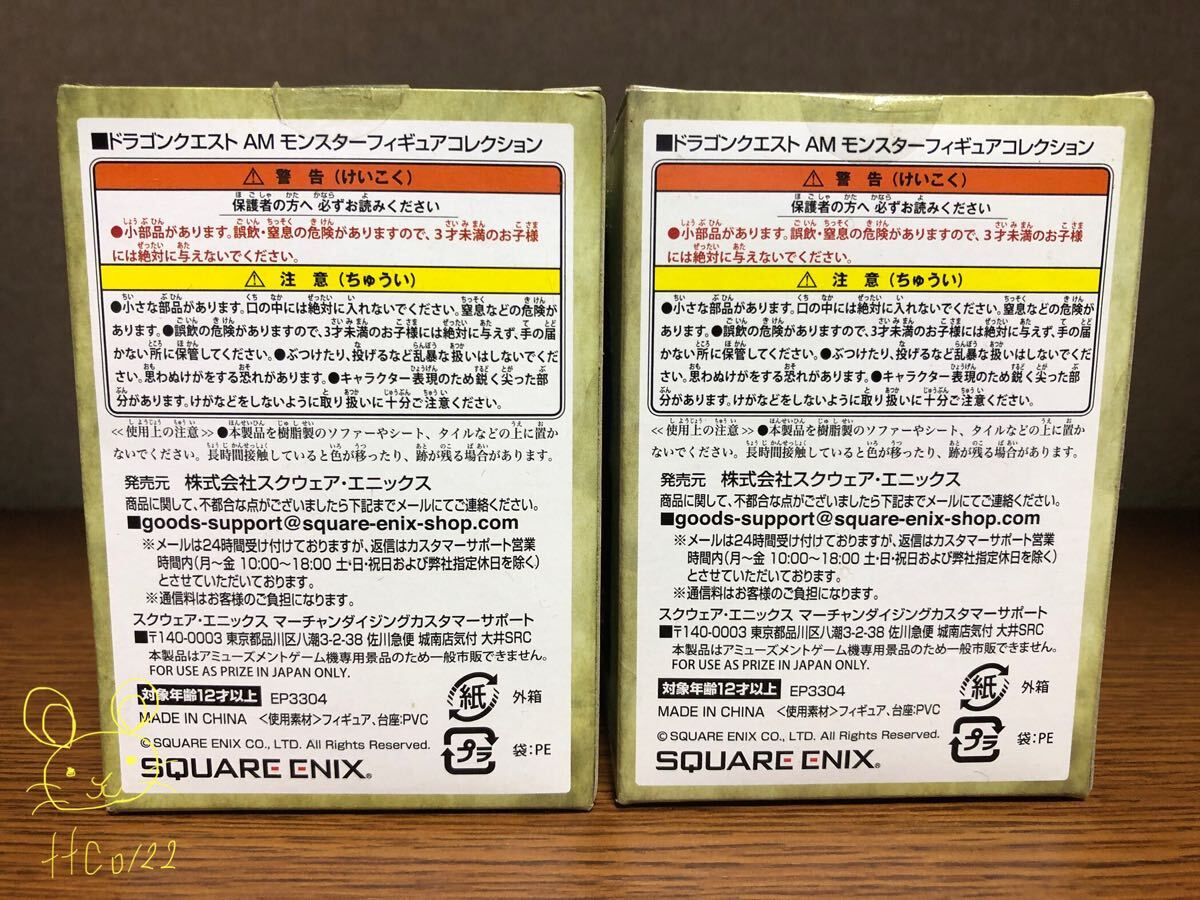 ■ドラゴンクエスト AM モンスターフィギュアコレクション
⚠ 警告(けいこく)
保護者の方へ 必ずお読みください
●小部品があります。誤飲・窒息の危険がありますので、3才未満のお子様
には絶対に与えないでください。
⚠ 注意(ちゅうい)
●小さな部品があります。口の中には絶対に入れないでください。窒息などの危険が
あります。●誤飲の危険がありますので、3才未満のお子様には絶対に与えず、手の届
かない所に保管してください。●ぶつけたり、投げるなど乱暴な扱いはしないでくだ
さい。思わぬけがをする恐れがあります。●キャラクター表現のため鋭く尖った部
分があります。けがなどをしないように取り扱いに十分ご注意ください。
≪使用上の注意≫●本製品を樹脂製のソファーやシート、タイルなどの上に置か
ないでください。長時間接触していると色が移ったり、跡が残る場合があります。
発売元 株式会社スクウェア・エニックス
商品に関して、不都合な点がございましたら下記までメールにてご連絡ください。
■goods-support@square-enix-shop.com
※メールは24時間受け付けておりますが、返信はカスタマーサポート営業
時間内(月〜金 10:00〜18:00 土・日・祝日および弊社指定休日を除く)
とさせていただいております。
※通信料はお客様のご負担になります。
スクウェア・エニックス マーチャンダイジングカスタマーサポート
■〒140-0003 東京都品川区八潮3-2-38 佐川急便 城南店気付 大井SRC
本製品はアミューズメントゲーム機専用景品のため一般市販できません。
FOR USE AS PRIZE IN JAPAN ONLY.
対象年齢12才以上 EP3304
紙 外箱
MADE IN CHINA <使用素材>フィギュア、台座:PVC
© SQUARE ENIX CO., LTD. All Rights Reserved.
プラ 袋:PE
SQUARE ENIX®
■ドラゴンクエスト AM モンスターフィギュアコレクション
⚠ 警告(けいこく)
保護者の方へ 必ずお読みください
●小部品があります。誤飲・窒息の危険がありますので、3才未満のお子様
には絶対に与えないでください。
⚠ 注意(ちゅうい)
●小さな部品があります。口の中には絶対に入れないでください。窒息などの危険が
あります。●誤飲の危険がありますので、3才未満のお子様には絶対に与えず、手の届
かない所に保管してください。●ぶつけたり、投げるなど乱暴な扱いはしないでくだ
さい。思わぬけがをする恐れがあります。●キャラクター表現のため鋭く尖った部
分があります。けがなどをしないように取り扱いに十分ご注意ください。
≪使用上の注意≫●本製品を樹脂製のソファーやシート、タイルなどの上に置か
ないでください。長時間接触していると色が移ったり、跡が残る場合があります。
発売元 株式会社スクウェア・エニックス
商品に関して、不都合な点がございましたら下記までメールにてご連絡ください。
■goods-support@square-enix-shop.com
※メールは24時間受け付けておりますが、返信はカスタマーサポート営業
時間内(月〜金 10:00〜18:00 土・日・祝日および弊社指定休日を除く)
とさせていただいております。
※通信料はお客様のご負担になります。
スクウェア・エニックス マーチャンダイジングカスタマーサポート
■〒140-0003 東京都品川区八潮3-2-38 佐川急便 城南店気付 大井SRC
本製品はアミューズメントゲーム機専用景品のため一般市販できません。
FOR USE AS PRIZE IN JAPAN ONLY.
対象年齢12才以上 EP3304
紙 外箱
MADE IN CHINA <使用素材>フィギュア、台座:PVC
© SQUARE ENIX CO., LTD. All Rights Reserved.
プラ 袋:PE
SQUARE ENIX®
ttCo122